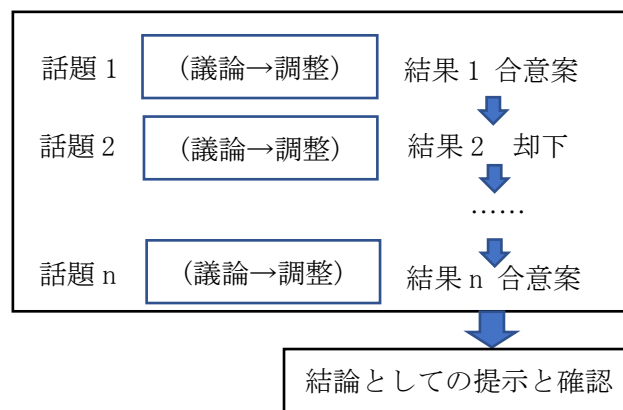 話題1 (議論→調整) 結果1 合意案
話題2 (議論→調整) 結果2 却下
……
話題n (議論→調整) 結果n 合意案
結論としての提示と確認